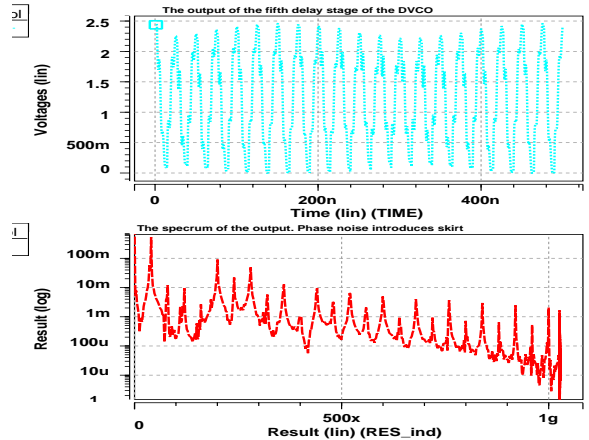 ol
The output of the fifth delay stage of the DVCO
Voltages (lin)
2.5
2
1.5
1
500m
0
0
200n
400n
Time (lin) (TIME)
ol
The specrum of the output. Phase noise introduces skirt
Result (log)
100m
10m
1m
100u
10u
1
0
500x
1g
Result (lin) (RES_ind)